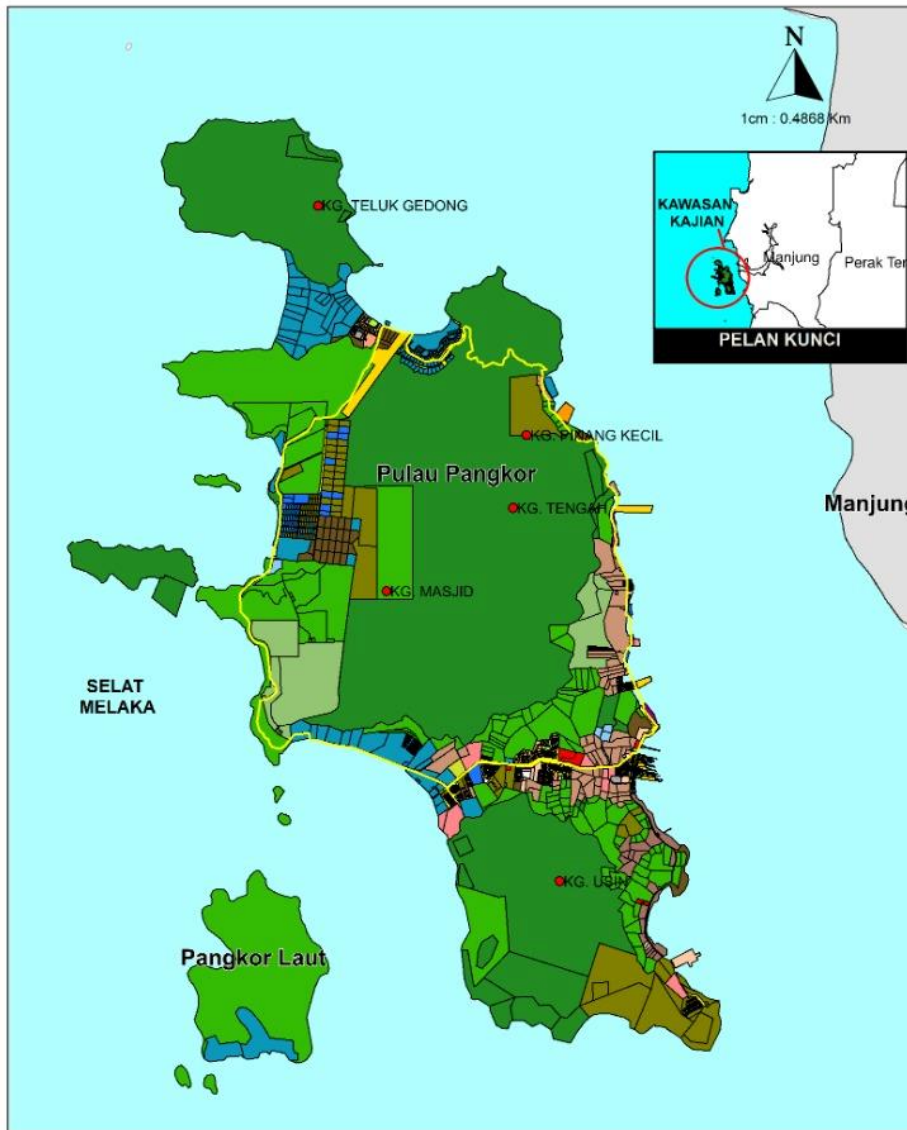 N
1cm : 0.4868 Km
KAWASAN
KAJIAN
Manjung
Perak Ten
PELAN KUNCI
KG. TELUK GEDONG
KG. PINANG KECIL
Pulau Pangkor
KG. TENGAH
Manjung
KG. MASJID
SELAT
MELAKA
KG. USIN
Pangkor Laut